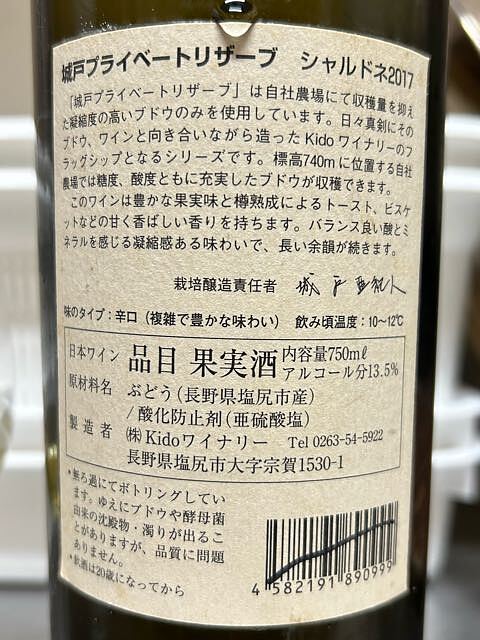 城戸プライベートリザーブ　シャルドネ2017
「城戸プライベートリザーブ」は自社農場にて収穫量を抑え
た凝縮度の高いブドウのみを使用しています。日々真剣にその
ブドウ、ワインと向き合いながら造ったKidoワイナリーのフ
ラッグシップとなるシリーズです。標高740mに位置する自社
農場では糖度、酸度ともに充実したブドウが収穫できます。
このワインは豊かな果実味と樽熟成によるトースト、ビスケ
ットなどの甘く香ばしい香りを持ちます。バランス良い酸とミ
ネラルを感じる凝縮感ある味わいで、長い余韻が続きます。
栽培醸造責任者 城戸亜紀人
味のタイプ：辛口（複雑で豊かな味わい）　飲み頃温度：10〜12℃
日本ワイン 品目 果実酒 内容量750mℓ
アルコール分13.5%
原材料名 ぶどう(長野県塩尻市産)
/酸化防止剤(亜硫酸塩)
製造者 ㈱Kidoワイナリー Tel 0263-54-5922
長野県塩尻市大字宗賀1530-1
*無ろ過にてボトリングしてい
ます。ゆえにブドウや酵母菌
由来の沈殿物・濁りが出るこ
とがありますが、品質に問題
ありません。
*飲酒は20歳になってから
4 582191 890999